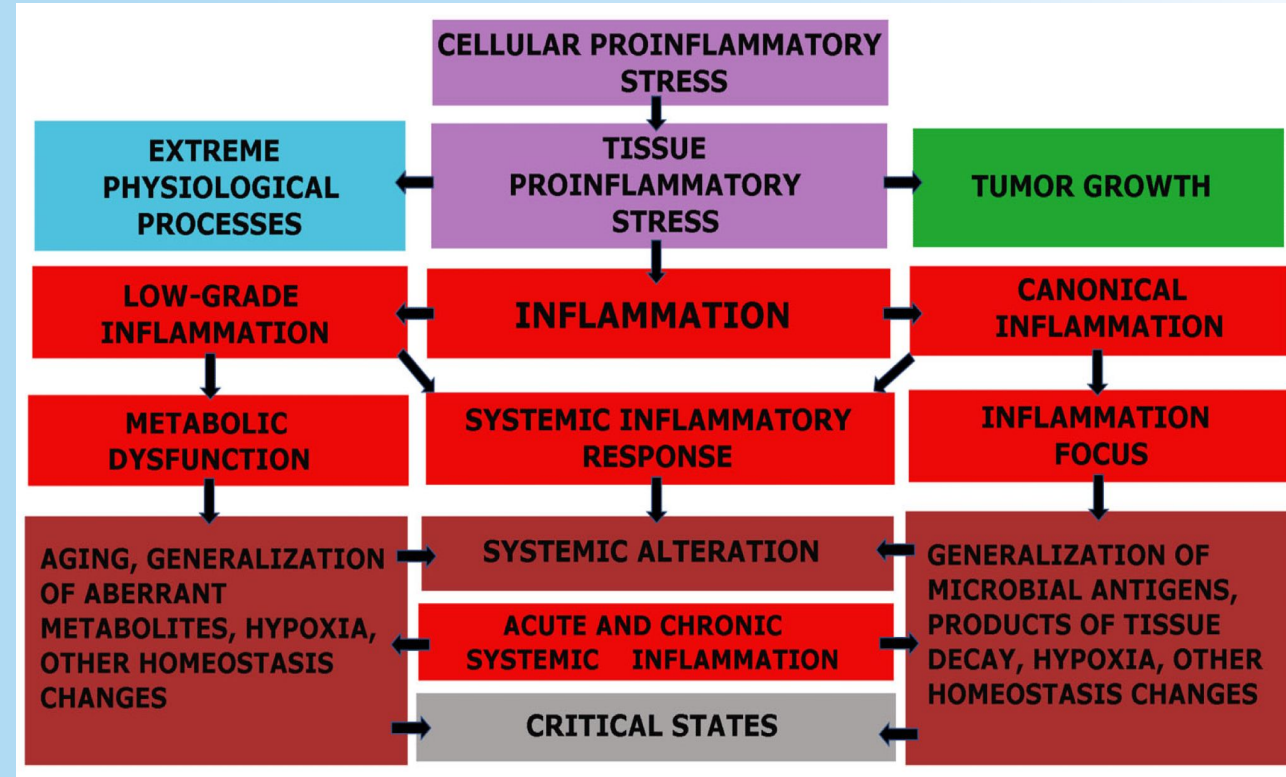 CELLULAR PROINFLAMMATORY
STRESS
EXTREME
PHYSIOLOGICAL
PROCESSES
TISSUE
PROINFLAMMATORY
STRESS
TUMOR GROWTH
LOW-GRADE
INFLAMMATION
INFLAMMATION
CANONICAL
INFLAMMATION
METABOLIC
DYSFUNCTION
SYSTEMIC INFLAMMATORY
RESPONSE
INFLAMMATION
FOCUS
AGING, GENERALIZATION
OF ABERRANT
METABOLITES, HYPOXIA,
OTHER HOMEOSTASIS
CHANGES
SYSTEMIC ALTERATION
GENERALIZATION OF
MICROBIAL ANTIGENS,
PRODUCTS OF TISSUE
DECAY, HYPOXIA, OTHER
HOMEOSTASIS CHANGES
ACUTE AND CHRONIC
SYSTEMIC INFLAMMATION
CRITICAL STATES